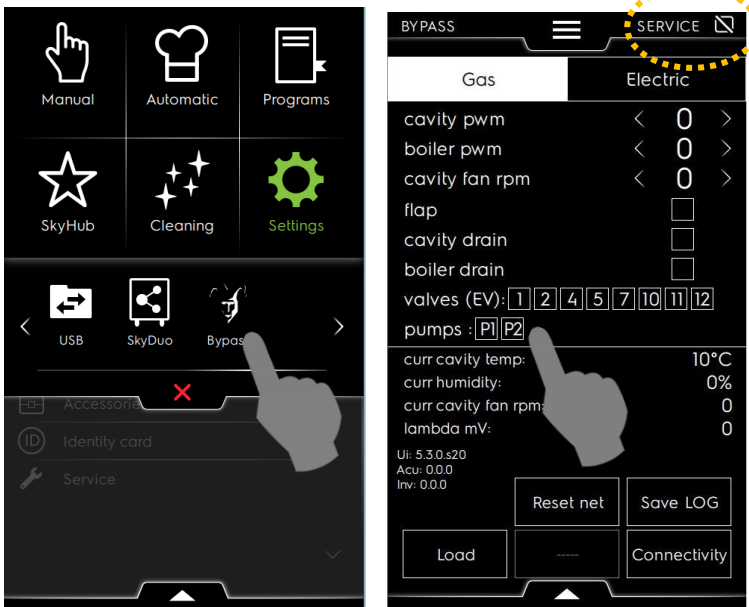 Manual Automatic Programs
SkyHub Cleaning Settings
USB SkyDuo Bypas
Accessorie
ID Identity card
Service
BYPASS SERVICE
Gas Electric
cavity pwm < 0 >
boiler pwm < 0 >
cavity fan rpm < 0 >
flap
cavity drain
boiler drain
valves (EV): 1 2 4 5 7 10 11 12
pumps : P1 P2
curr cavity temp: 10°C
curr humidity: 0%
curr cavity fan rpm: 0
lambda mV: 0
Ui: 5.3.0.s20
Acu: 0.0.0
Inv: 0.0.0
Reset net Save LOG
Load ----- Connectivity